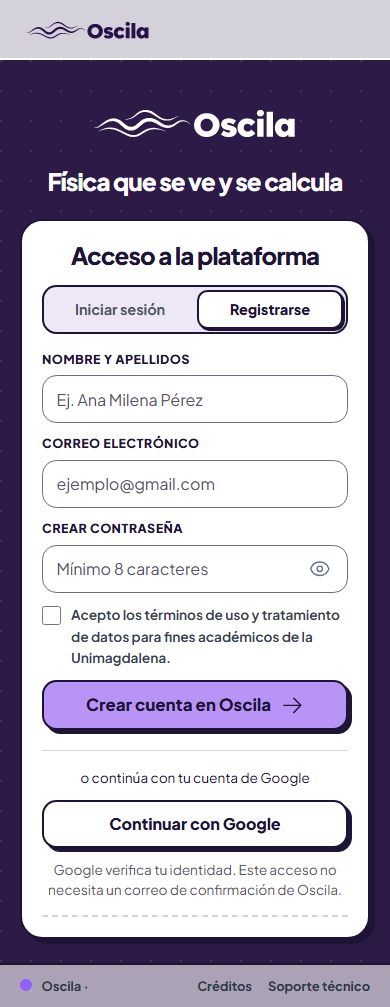 Oscila
Oscila
Física que se ve y se calcula
Acceso a la plataforma
Iniciar sesión
Registrarse
NOMBRE Y APELLIDOS
Ej. Ana Milena Pérez
CORREO ELECTRÓNICO
ejemplo@gmail.com
CREAR CONTRASEÑA
Mínimo 8 caracteres
Acepto los términos de uso y tratamiento
de datos para fines académicos de la
Unimagdalena.
Crear cuenta en Oscila →
o continúa con tu cuenta de Google
Continuar con Google
Google verifica tu identidad. Este acceso no
necesita un correo de confirmación de Oscila.
Oscila ·
Créditos
Soporte técnico